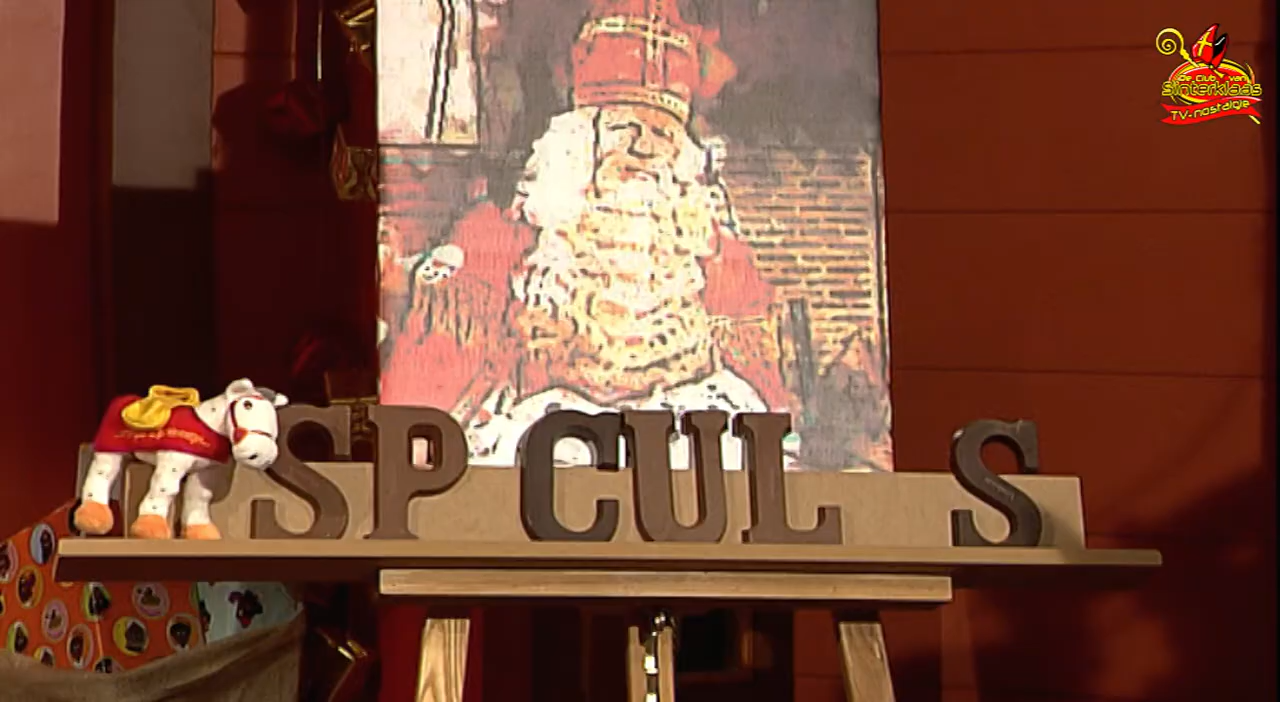 De Club van
Sinterklaas
TV-nostalgie
SP CUL S